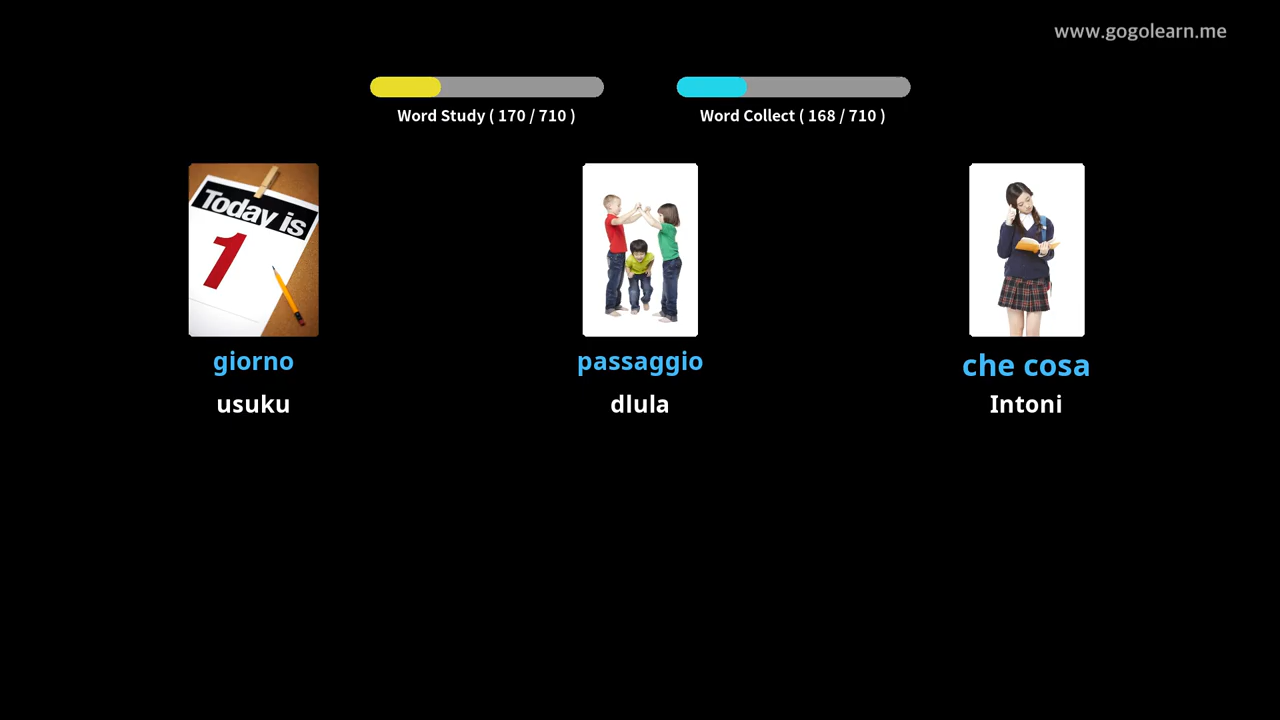 www.gogolearn.me
Word Study ( 170 / 710 )
Word Collect ( 168 / 710 )
Today is
1
giorno
passaggio
che cosa
usuku
dlula
Intoni